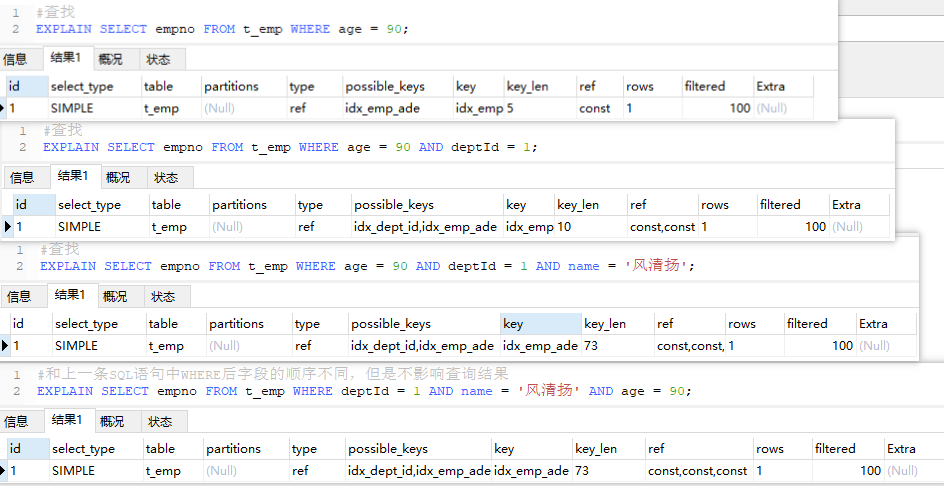 1 #查找
2 EXPLAIN SELECT empno FROM t_emp WHERE age = 90;
信息 结果1 概况 状态
id select_type table partitions type possible_keys key key_len ref rows filtered Extra
1 SIMPLE t_emp (Null) ref idx_emp_ade idx_emp 5 const 1 100 (Null)
1 #查找
2 EXPLAIN SELECT empno FROM t_emp WHERE age = 90 AND deptId = 1;
信息 结果1 概况 状态
id select_type table partitions type possible_keys key key_len ref rows filtered Extra
1 SIMPLE t_emp (Null) ref idx_dept_id,idx_emp_ade idx_emp 10 const,const 1 100 (Null)
1 #查找
2 EXPLAIN SELECT empno FROM t_emp WHERE age = 90 AND deptId = 1 AND name = '风清扬';
信息 结果1 概况 状态
id select_type table partitions type possible_keys key key_len ref rows filtered Extra
1 SIMPLE t_emp (Null) ref idx_dept_id,idx_emp_ade idx_emp_ade 73 const,const, 1 100 (Null)
1 #和上一条SQL语句中WHERE后字段的顺序不同，但是不影响查询结果
2 EXPLAIN SELECT empno FROM t_emp WHERE deptId = 1 AND name = '风清扬' AND age = 90;
信息 结果1 概况 状态
id select_type table partitions type possible_keys key key_len ref rows filtered Extra
1 SIMPLE t_emp (Null) ref idx_dept_id,idx_emp_ade idx_emp_ade 73 const,const,const 1 100 (Null)